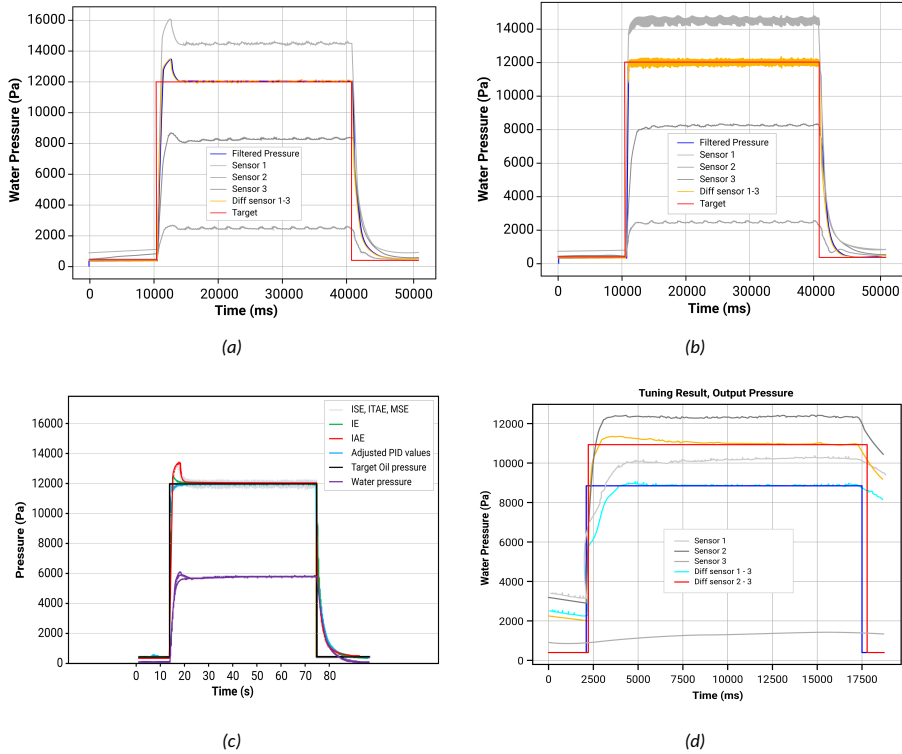 16000
14000
12000
10000
8000
6000
4000
2000
0
Water Pressure (Pa)
Filtered Pressure
Sensor 1
Sensor 2
Sensor 3
Diff sensor 1-3
Target
0 10000 20000 30000 40000 50000
Time (ms)
(a)
14000
12000
10000
8000
6000
4000
2000
0
Water Pressure (Pa)
Filtered Pressure
Sensor 1
Sensor 2
Sensor 3
Diff sensor 1-3
Target
0 10000 20000 30000 40000 50000
Time (ms)
(b)
16000
14000
12000
10000
8000
6000
4000
2000
0
Pressure (Pa)
ISE, ITAE, MSE
IE
IAE
Adjusted PID values
Target Oil pressure
Water pressure
0 10 20 30 40 50 60 70 80
Time (s)
(c)
Tuning Result, Output Pressure
12000
10000
8000
6000
4000
2000
0
Water Pressure (Pa)
Sensor 1
Sensor 2
Sensor 3
Diff sensor 1 - 3
Diff sensor 2 - 3
0 2500 5000 7500 10000 12500 15000 17500
Time (ms)
(d)